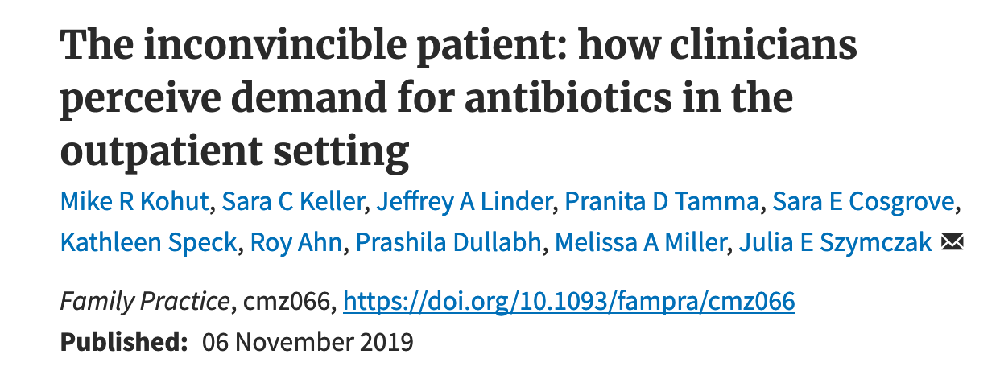 The inconvincible patient: how clinicians
perceive demand for antibiotics in the
outpatient setting
Mike R Kohut, Sara C Keller, Jeffrey A Linder, Pranita D Tamma, Sara E Cosgrove,
Kathleen Speck, Roy Ahn, Prashila Dullabh, Melissa A Miller, Julia E Szymczak
Family Practice, cmz066, https://doi.org/10.1093/fampra/cmz066
Published: 06 November 2019